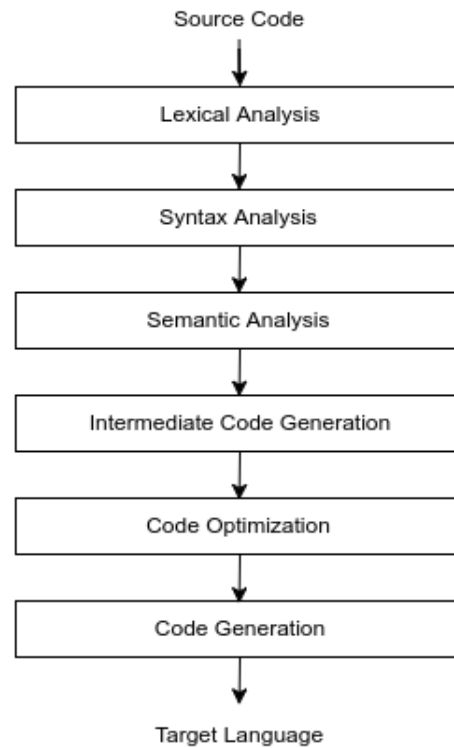 Source Code
Lexical Analysis
Syntax Analysis
Semantic Analysis
Intermediate Code Generation
Code Optimization
Code Generation
Target Language